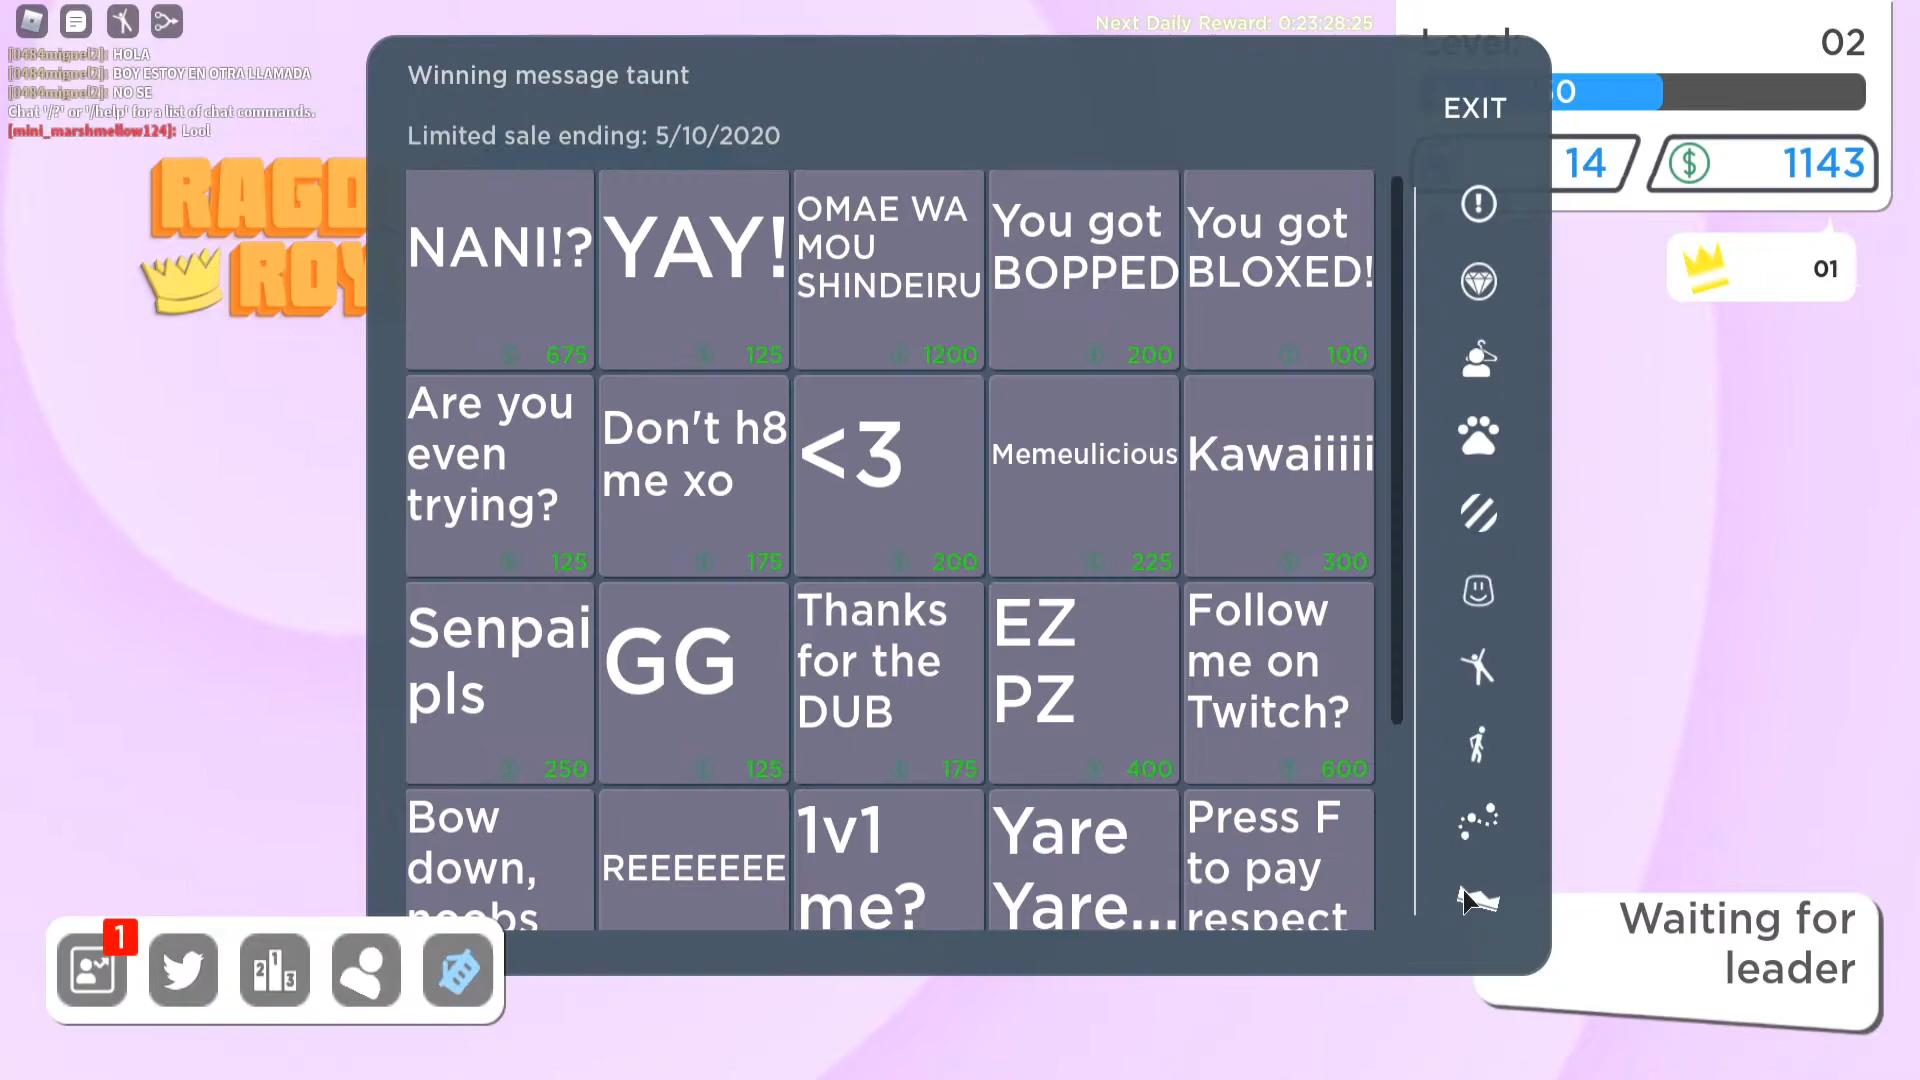 [0484miguel2]: HOLA
[0484miguel2]: BOY ESTOY EN OTRA LLAMADA
[0484miguel2]: NO SE
Chat '/?' or '/help' for a list of chat commands.
[mini_marshmellow124]: Lool
RAGD
ROY
Next Daily Reward: 0:23:28:25
Level: 02
14
1143
01
EXIT
Winning message taunt
Limited sale ending: 5/10/2020
NANI!?
675
YAY!
125
OMAE WA
MOU
SHINDEIRU
1200
You got
BOPPED
200
You got
BLOXED!
100
Are you
even
trying?
125
Don't h8
me xo
175
<3
200
Memeulicious
225
Kawaiiiii
300
Senpai
pls
250
GG
125
Thanks
for the
DUB
175
EZ
PZ
400
Follow
me on
Twitch?
600
Bow
down,
noobs
REEEEEEE
1v1
me?
Yare
Yare...
Press F
to pay
respect
1
Waiting for
leader